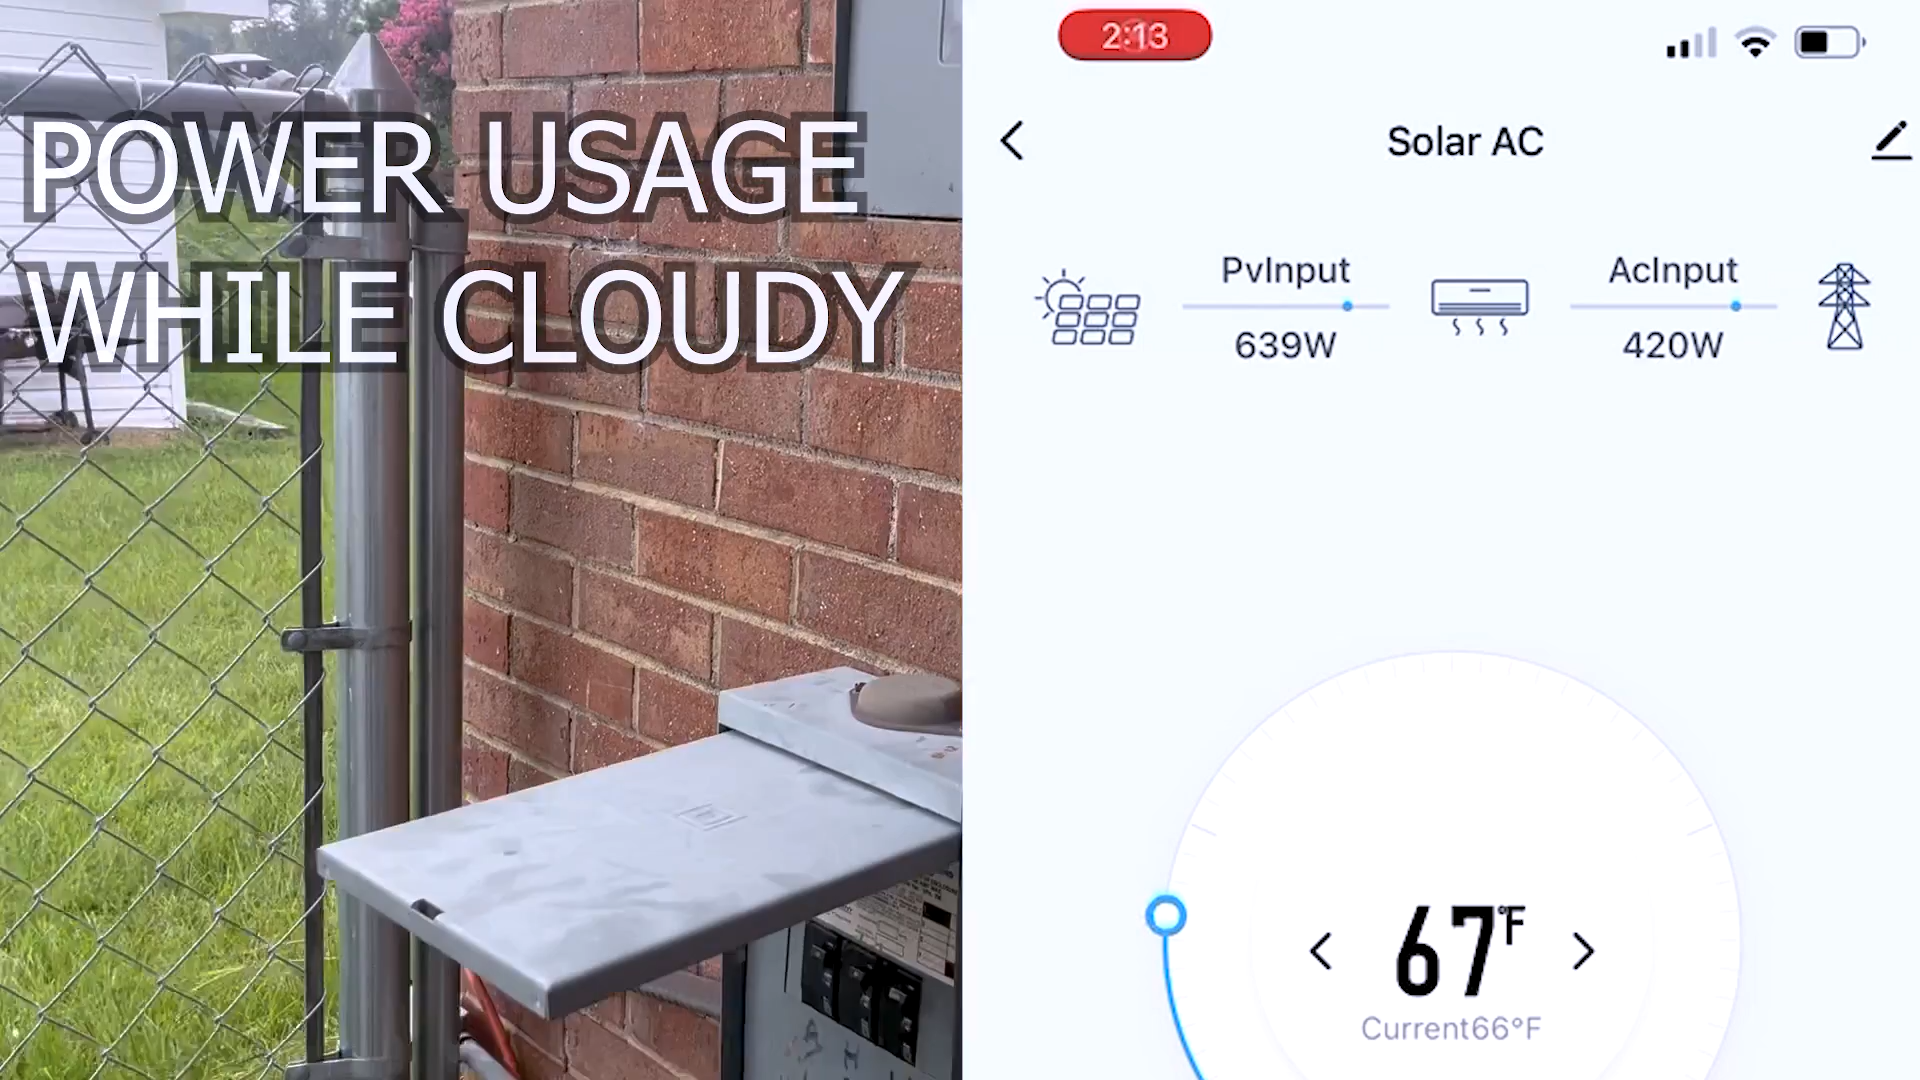 POWER USAGE
WHILE CLOUDY
2:13
Solar AC
PvInput
AcInput
639W
420W
67°F
Current66°F